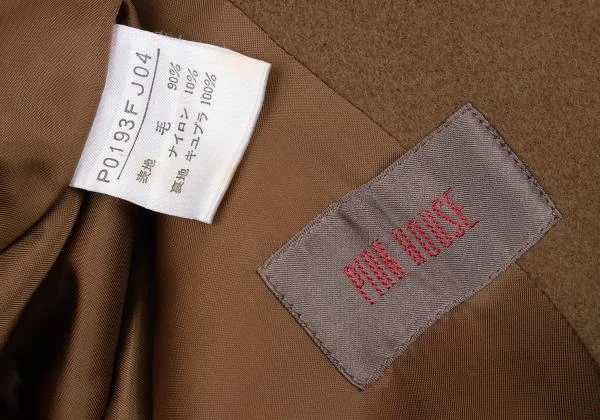 P0193FJ04
表地 毛 90%
ナイロン 10%
裏地 キュプラ 100%
PINK HOUSE